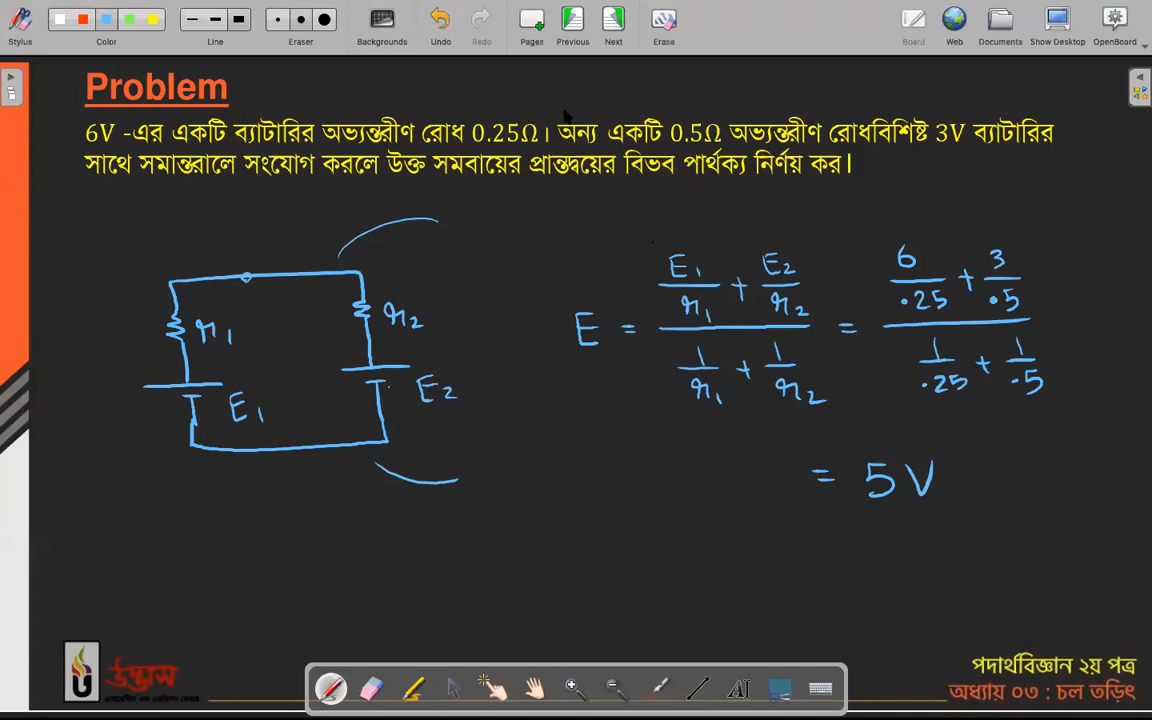 Stylus Color Line Eraser Backgrounds Undo Redo Pages Previous Next Erase Board Web Documents Show Desktop OpenBoard
Problem
6V -এর একটি ব্যাটারির অভ্যন্তরীণ রোধ 0.25Ω। অন্য একটি 0.5Ω অভ্যন্তরীণ রোধবিশিষ্ট 3V ব্যাটারির
সাথে সমান্তরালে সংযোগ করলে উক্ত সমবায়ের প্রান্তদ্বয়ের বিভব পার্থক্য নির্ণয় কর।
r₁ r₂
E₁ E₂
E = (E₁/r₁ + E₂/r₂) / (1/r₁ + 1/r₂) = (6/.25 + 3/.5) / (1/.25 + 1/.5)
= 5V
উদ্ভাস
পদার্থবিজ্ঞান ২য় পত্র
অধ্যায় ০৩ : চল তড়িৎ